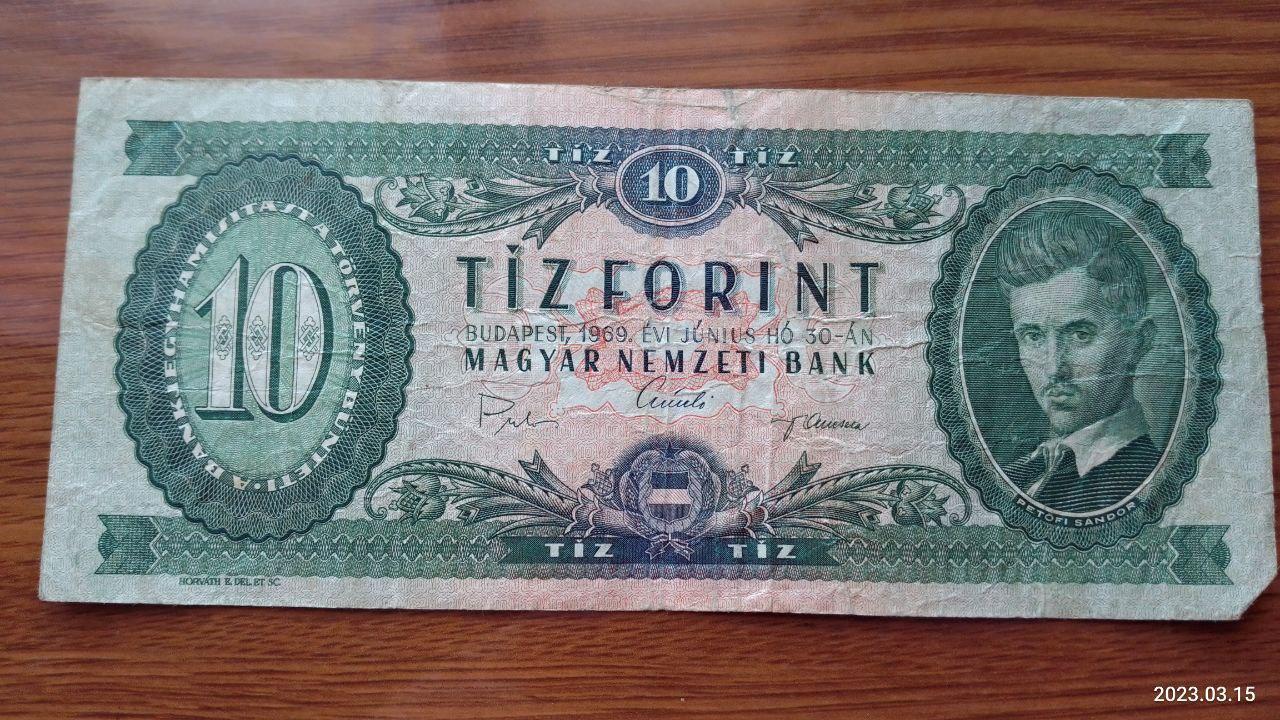 TÍZ 10 TÍZ
A BANKJEGYHAMISÍTÁST A TÖRVÉNY BÜNTETI·
10
TÍZ FORINT
BUDAPEST, 1969. ÉVI JÚNIUS HÓ 30-ÁN
MAGYAR NEMZETI BANK
PETŐFI SÁNDOR
TÍZ TÍZ
HORVÁTH E. DEL. ET SC.
2023.03.15